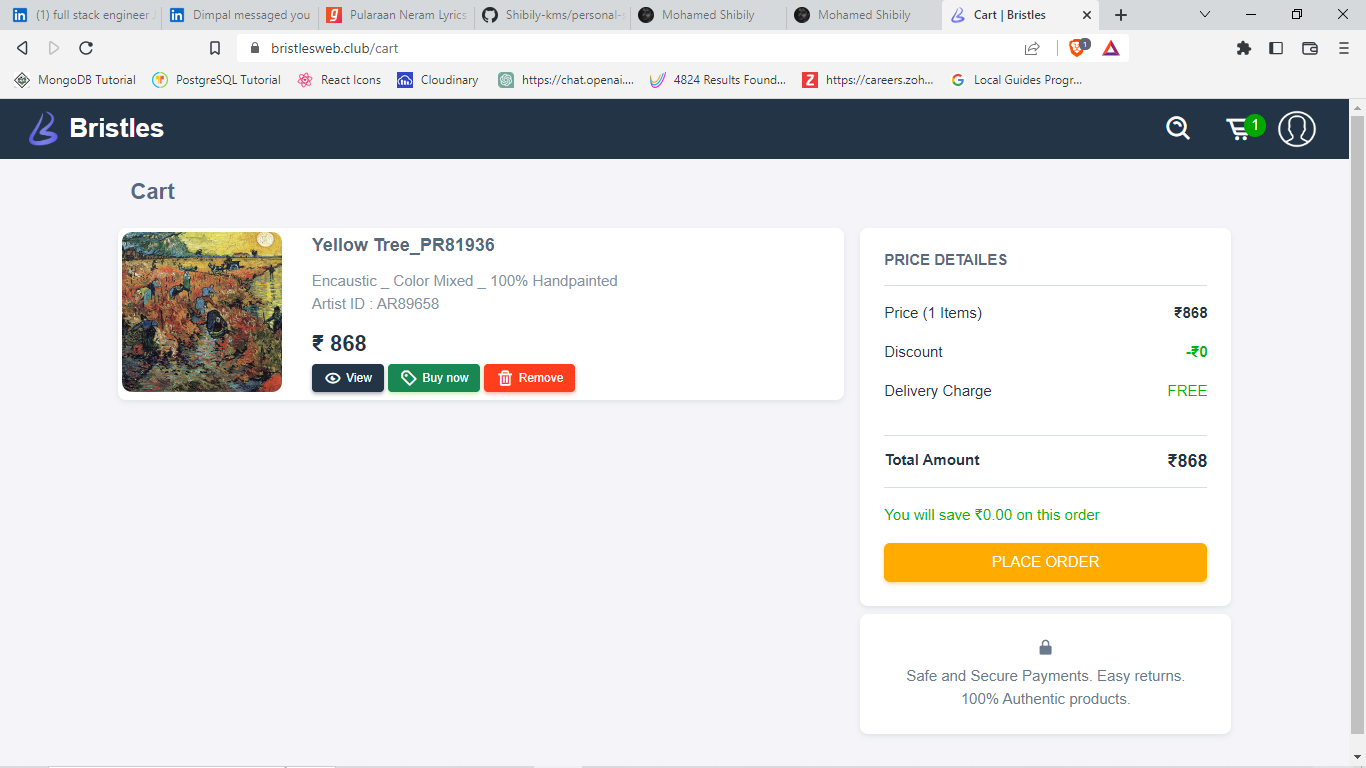 (1) full stack engineer
Dimpal messaged you
Pularaan Neram Lyrics
Shibily-kms/personal-s
Mohamed Shibily
Mohamed Shibily
Cart | Bristles
bristlesweb.club/cart
1
MongoDB Tutorial
PostgreSQL Tutorial
React Icons
Cloudinary
https://chat.openai....
4824 Results Found...
https://careers.zoh...
Local Guides Progr...
Bristles
1
Cart
Yellow Tree_PR81936
Encaustic _ Color Mixed _ 100% Handpainted
Artist ID : AR89658
₹ 868
View
Buy now
Remove
PRICE DETAILES
Price (1 Items) ₹868
Discount -₹0
Delivery Charge FREE
Total Amount ₹868
You will save ₹0.00 on this order
PLACE ORDER
Safe and Secure Payments. Easy returns.
100% Authentic products.